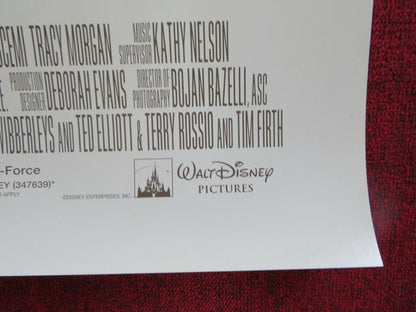 SCEMI TRACY MORGAN MUSIC SUPERVISOR KATHY NELSON
E. PRODUCTION DESIGNER DEBORAH EVANS DIRECTOR OF PHOTOGRAPHY BOJAN BAZELLI, ASC
WIBBERLEYS AND TED ELLIOTT & TERRY ROSSIO AND TIM FIRTH
-Force
EY (347639)*
S APPLY
©DISNEY ENTERPRISES, INC.
WALT DISNEY
PICTURES